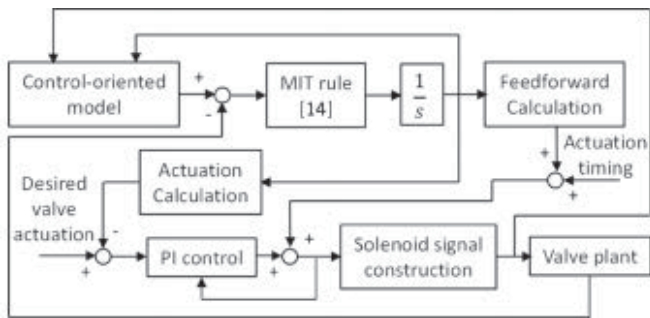 Control-oriented
model
+
-
MIT rule
[14]
1
s
Feedforward
Calculation
+
Actuation
timing
+
Actuation
Calculation
Desired
valve
actuation
-
+
PI control
+
+
Solenoid signal
construction
Valve plant